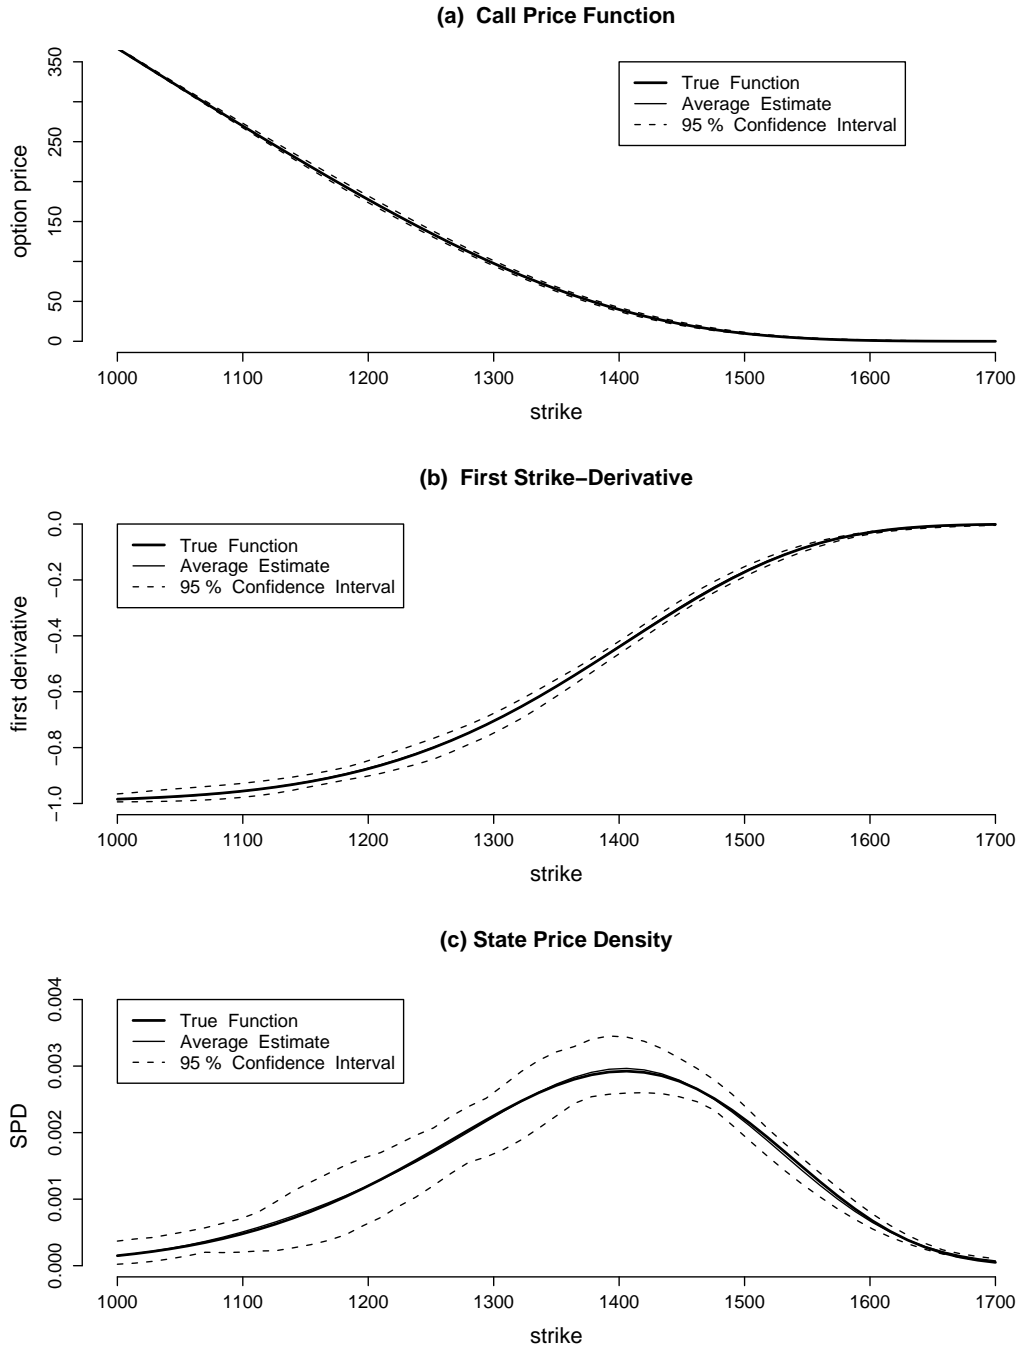 (a) Call Price Function
option price
0 50 150 250 350
True Function
Average Estimate
95 % Confidence Interval
1000 1100 1200 1300 1400 1500 1600 1700
strike
(b) First Strike−Derivative
first derivative
−1.0 −0.8 −0.6 −0.4 −0.2 0.0
True Function
Average Estimate
95 % Confidence Interval
1000 1100 1200 1300 1400 1500 1600 1700
strike
(c) State Price Density
SPD
0.000 0.001 0.002 0.003 0.004
True Function
Average Estimate
95 % Confidence Interval
1000 1100 1200 1300 1400 1500 1600 1700
strike